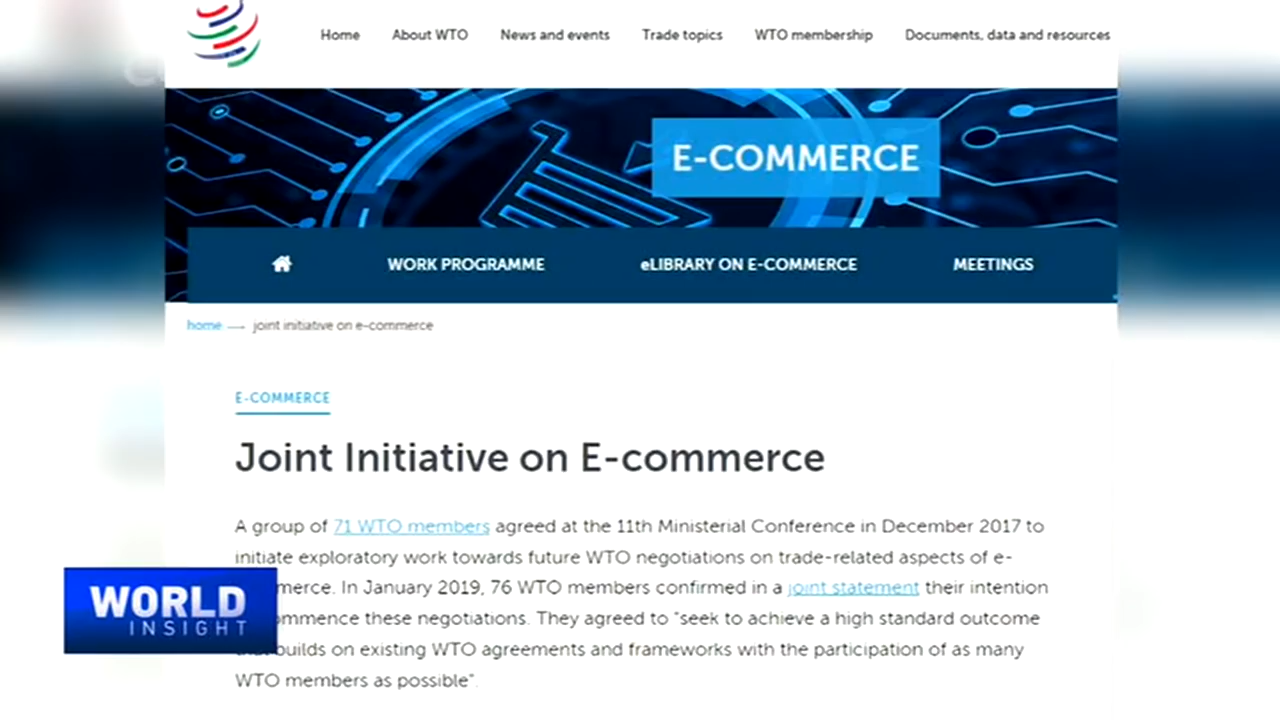 Home About WTO News and events Trade topics WTO membership Documents, data and resources
E-COMMERCE
WORK PROGRAMME eLIBRARY ON E-COMMERCE MEETINGS
home joint initiative on e-commerce
E-COMMERCE
Joint Initiative on E-commerce
A group of 71 WTO members agreed at the 11th Ministerial Conference in December 2017 to
initiate exploratory work towards future WTO negotiations on trade-related aspects of e-
merce. In January 2019, 76 WTO members confirmed in a joint statement their intention
mmence these negotiations. They agreed to "seek to achieve a high standard outcome
builds on existing WTO agreements and frameworks with the participation of as many
WTO members as possible".
WORLD
INSIGHT